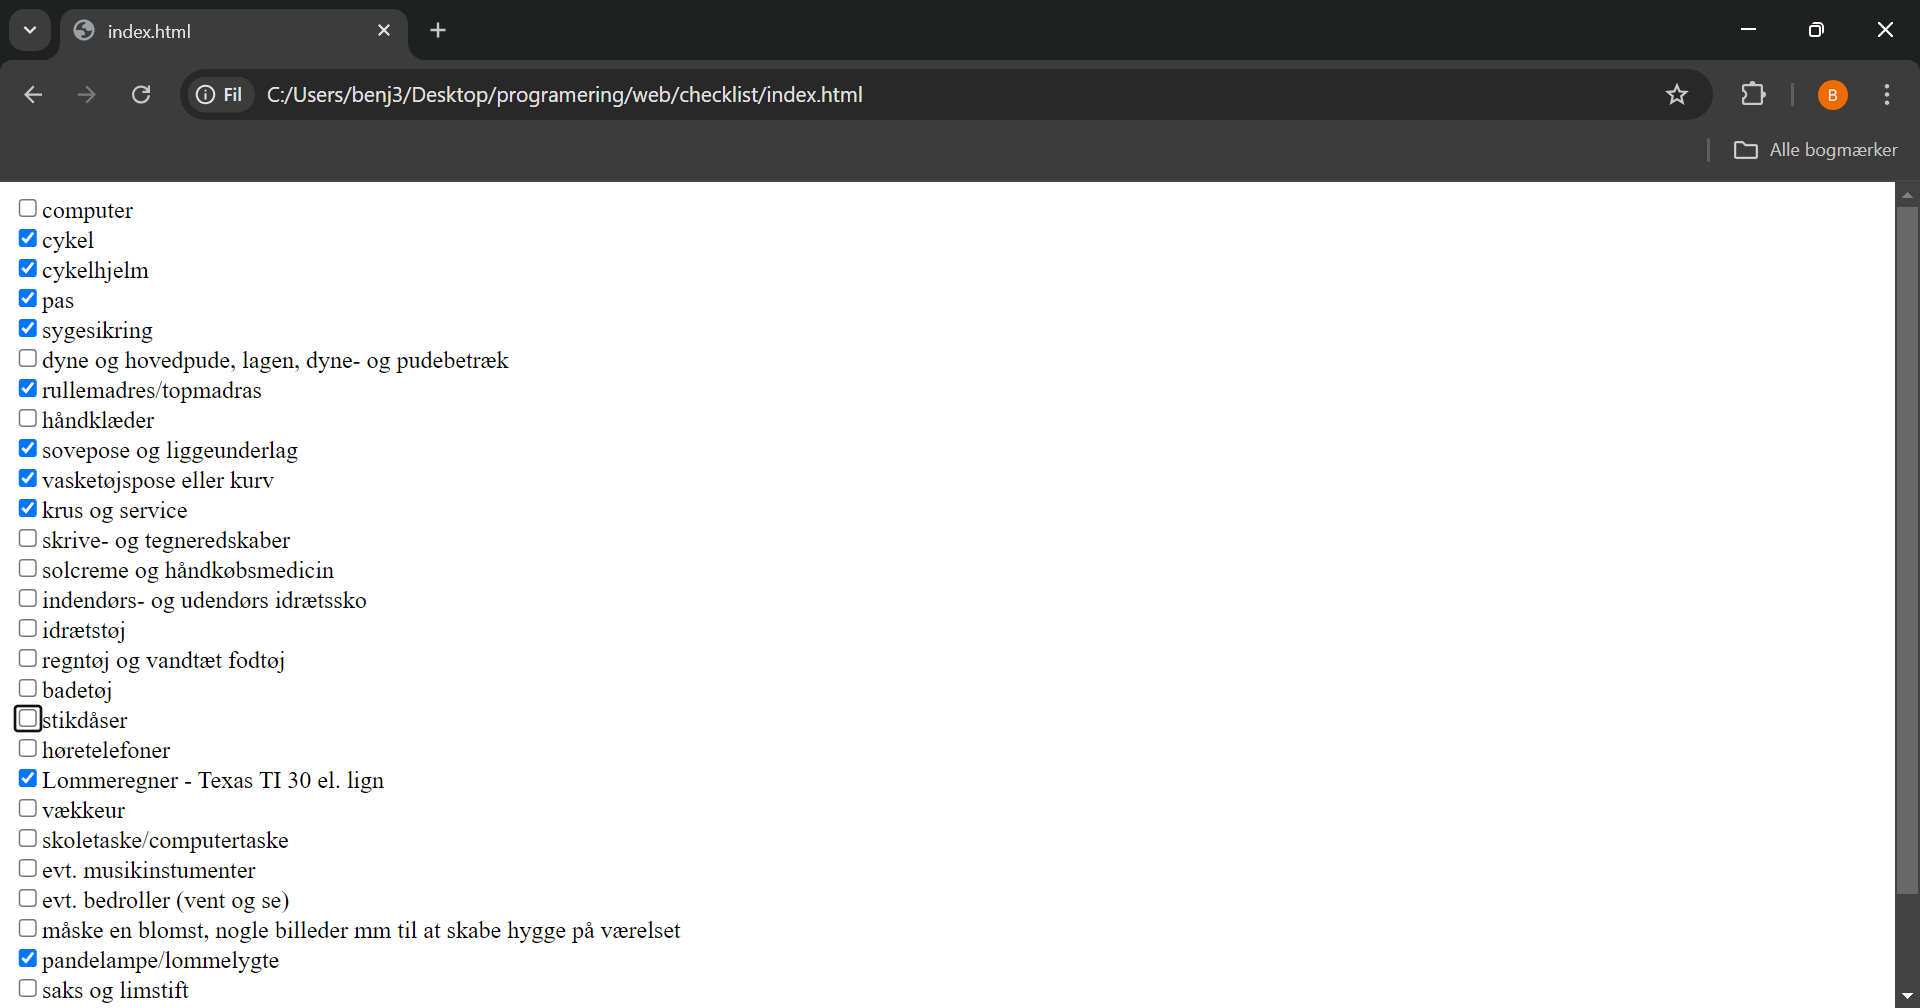 index.html
Fil C:/Users/benj3/Desktop/programering/web/checklist/index.html
B
Alle bogmærker
computer
cykel
cykelhjelm
pas
sygesikring
dyne og hovedpude, lagen, dyne- og pudebetræk
rullemadres/topmadras
håndklæder
sovepose og liggeunderlag
vasketøjspose eller kurv
krus og service
skrive- og tegneredskaber
solcreme og håndkøbsmedicin
indendørs- og udendørs idrætssko
idrætstøj
regntøj og vandtæt fodtøj
badetøj
stikdåser
høretelefoner
Lommeregner - Texas TI 30 el. lign
vækkeur
skoletaske/computertaske
evt. musikinstumenter
evt. bedroller (vent og se)
måske en blomst, nogle billeder mm til at skabe hygge på værelset
pandelampe/lommelygte
saks og limstift